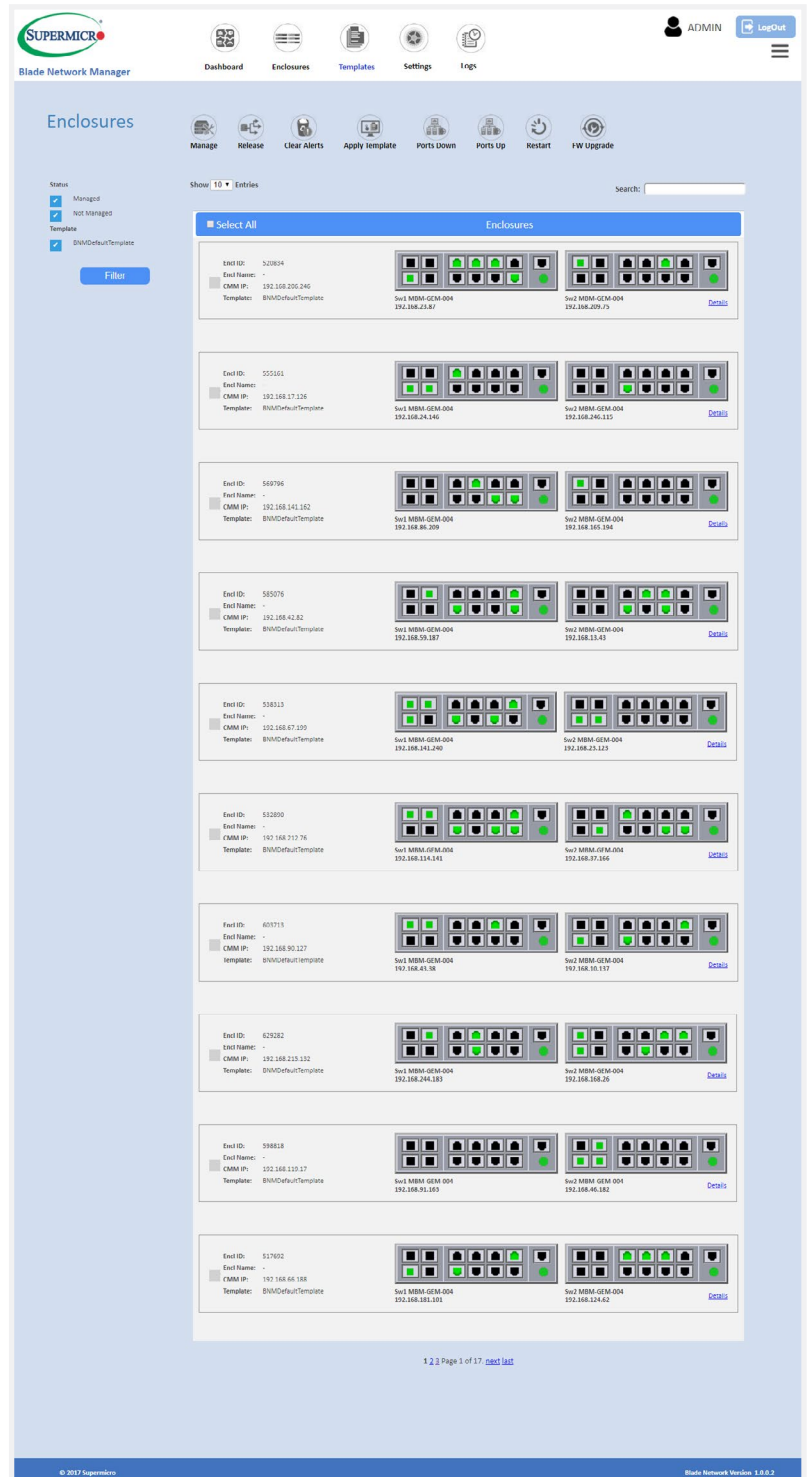 SUPERMICRO
ADMIN
LogOut
Blade Network Manager
Dashboard
Enclosures
Templates
Settings
Logs
Enclosures
Manage
Release
Clear Alerts
Apply Template
Ports Down
Ports Up
Restart
FW Upgrade
Status
Managed
Not Managed
Template
BNMDefaultTemplate
Filter
Show 10 Entries
Search:
Select All
Enclosures
Encl ID: 520834
Encl Name: -
CMM IP: 192.168.206.246
Template: BNMDefaultTemplate
Sw1 MBM-GEM-004
192.168.23.87
Sw2 MBM-GEM-004
192.168.209.75
Details
Encl ID: 555161
Encl Name: -
CMM IP: 192.168.17.126
Template: BNMDefaultTemplate
Sw1 MBM-GEM-004
192.168.24.146
Sw2 MBM-GEM-004
192.168.246.115
Details
Encl ID: 569796
Encl Name: -
CMM IP: 192.168.141.162
Template: BNMDefaultTemplate
Sw1 MBM-GEM-004
192.168.86.209
Sw2 MBM-GEM-004
192.168.165.194
Details
Encl ID: 585076
Encl Name: -
CMM IP: 192.168.42.82
Template: BNMDefaultTemplate
Sw1 MBM-GEM-004
192.168.59.187
Sw2 MBM-GEM-004
192.168.13.43
Details
Encl ID: 538313
Encl Name: -
CMM IP: 192.168.67.199
Template: BNMDefaultTemplate
Sw1 MBM-GEM-004
192.168.141.240
Sw2 MBM-GEM-004
192.168.25.123
Details
Encl ID: 532890
Encl Name: -
CMM IP: 192.168.212.76
Template: BNMDefaultTemplate
Sw1 MBM-GEM-004
192.168.114.141
Sw2 MBM-GEM-004
192.168.37.166
Details
Encl ID: 603713
Encl Name: -
CMM IP: 192.168.90.127
Template: BNMDefaultTemplate
Sw1 MBM-GEM-004
192.168.43.38
Sw2 MBM-GEM-004
192.168.10.137
Details
Encl ID: 629282
Encl Name: -
CMM IP: 192.168.215.132
Template: BNMDefaultTemplate
Sw1 MBM-GEM-004
192.168.244.183
Sw2 MBM-GEM-004
192.168.168.26
Details
Encl ID: 598818
Encl Name: -
CMM IP: 192.168.119.17
Template: BNMDefaultTemplate
Sw1 MBM-GEM-004
192.168.91.163
Sw2 MBM-GEM-004
192.168.46.182
Details
Encl ID: 517692
Encl Name: -
CMM IP: 192.168.66.188
Template: BNMDefaultTemplate
Sw1 MBM-GEM-004
192.168.181.101
Sw2 MBM-GEM-004
192.168.124.62
Details
1 2 3 Page 1 of 17. next last
© 2017 Supermicro
Blade Network Version 1.0.0.2